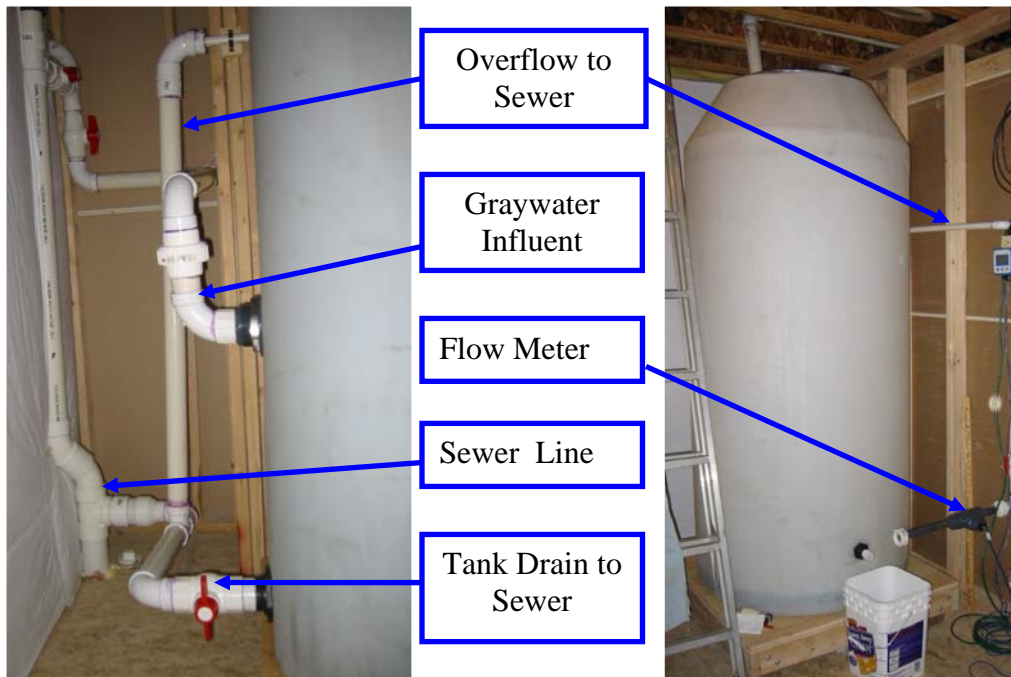 Overflow to
Sewer
Graywater
Influent
Flow Meter
Sewer Line
Tank Drain to
Sewer